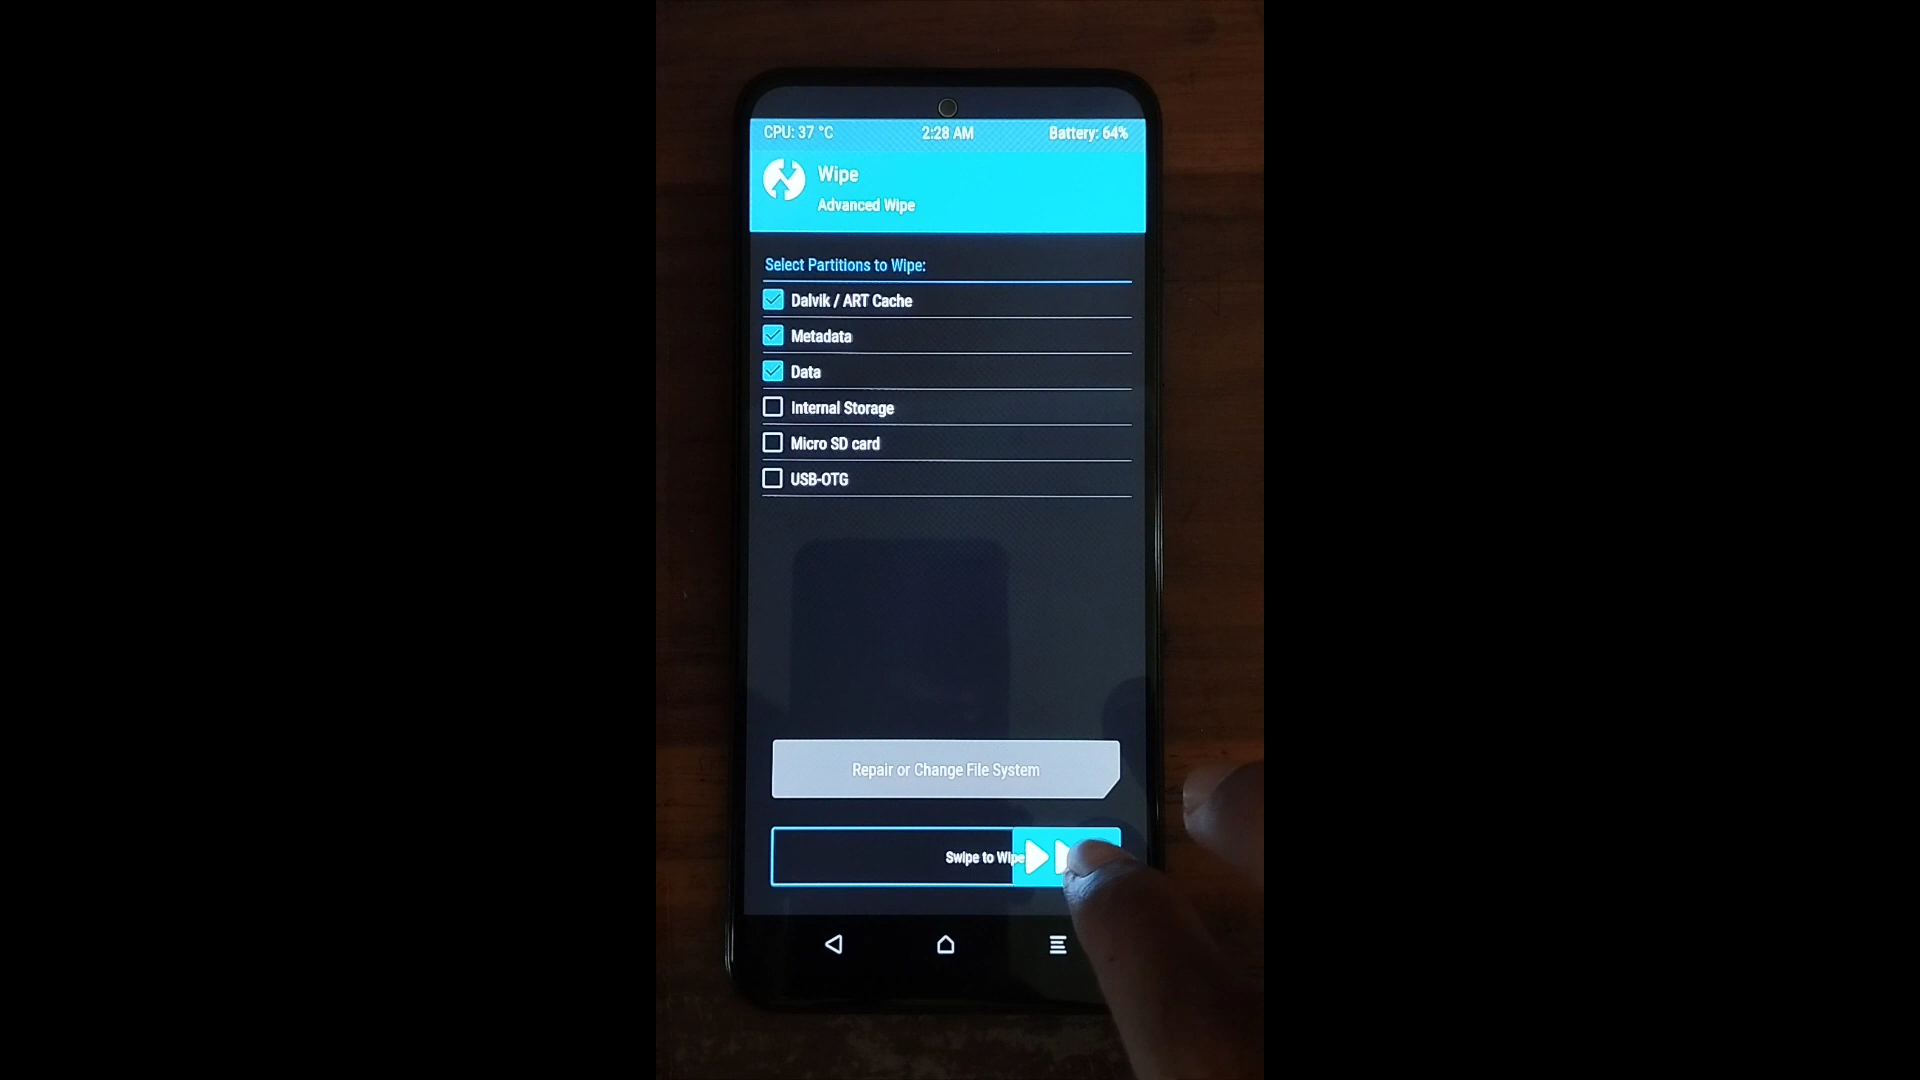 CPU: 37 °C 2:28 AM Battery: 64%
Wipe
Advanced Wipe
Select Partitions to Wipe:
Dalvik / ART Cache
Metadata
Data
Internal Storage
Micro SD card
USB-OTG
Repair or Change File System
Swipe to Wipe